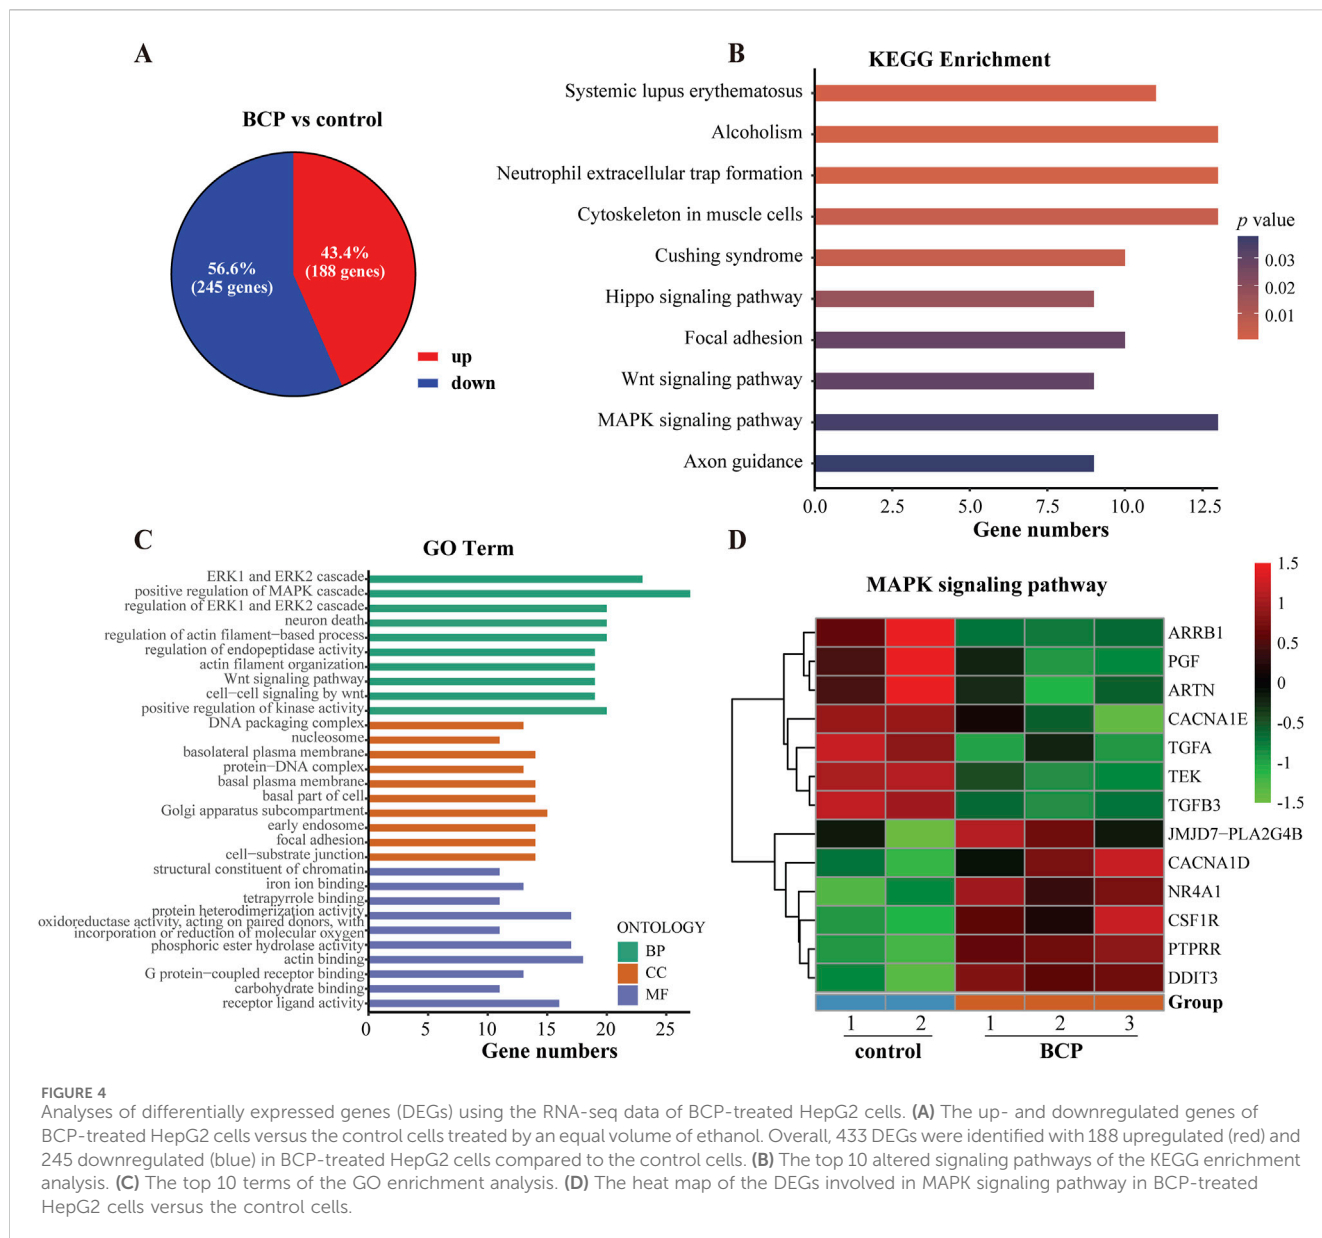 A
BCP vs control
56.6%
(245 genes)
43.4%
(188 genes)
up
down
B
KEGG Enrichment
Systemic lupus erythematosus
Alcoholism
Neutrophil extracellular trap formation
Cytoskeleton in muscle cells
Cushing syndrome
Hippo signaling pathway
Focal adhesion
Wnt signaling pathway
MAPK signaling pathway
Axon guidance
0.0 2.5 5.0 7.5 10.0 12.5
Gene numbers
p value
0.03
0.02
0.01
C
GO Term
ERK1 and ERK2 cascade
positive regulation of MAPK cascade
regulation of ERK1 and ERK2 cascade
neuron death
regulation of actin filament−based process
regulation of endopeptidase activity
actin filament organization
Wnt signaling pathway
cell−cell signaling by wnt
positive regulation of kinase activity
DNA packaging complex
nucleosome
basolateral plasma membrane
protein−DNA complex
basal plasma membrane
basal part of cell
Golgi apparatus subcompartment
early endosome
focal adhesion
cell−substrate junction
structural constituent of chromatin
iron ion binding
tetrapyrrole binding
protein heterodimerization activity
oxidoreductase activity, acting on paired donors, with
incorporation or reduction of molecular oxygen
phosphoric ester hydrolase activity
actin binding
G protein−coupled receptor binding
carbohydrate binding
receptor ligand activity
0 5 10 15 20 25
Gene numbers
ONTOLOGY
BP
CC
MF
D
MAPK signaling pathway
ARRB1
PGF
ARTN
CACNA1E
TGFA
TEK
TGFB3
JMJD7−PLA2G4B
CACNA1D
NR4A1
CSF1R
PTPRR
DDIT3
Group
1 2 1 2 3
control BCP
1.5
1
0.5
0
-0.5
-1
-1.5
FIGURE 4
Analyses of differentially expressed genes (DEGs) using the RNA-seq data of BCP-treated HepG2 cells. (A) The up- and downregulated genes of
BCP-treated HepG2 cells versus the control cells treated by an equal volume of ethanol. Overall, 433 DEGs were identified with 188 upregulated (red) and
245 downregulated (blue) in BCP-treated HepG2 cells compared to the control cells. (B) The top 10 altered signaling pathways of the KEGG enrichment
analysis. (C) The top 10 terms of the GO enrichment analysis. (D) The heat map of the DEGs involved in MAPK signaling pathway in BCP-treated
HepG2 cells versus the control cells.